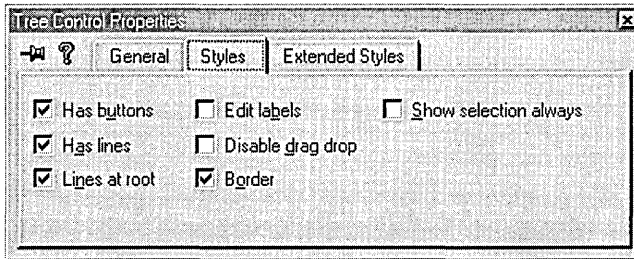 Tree Control Properties
General Styles Extended Styles
Has buttons Edit labels Show selection always
Has lines Disable drag drop
Lines at root Border